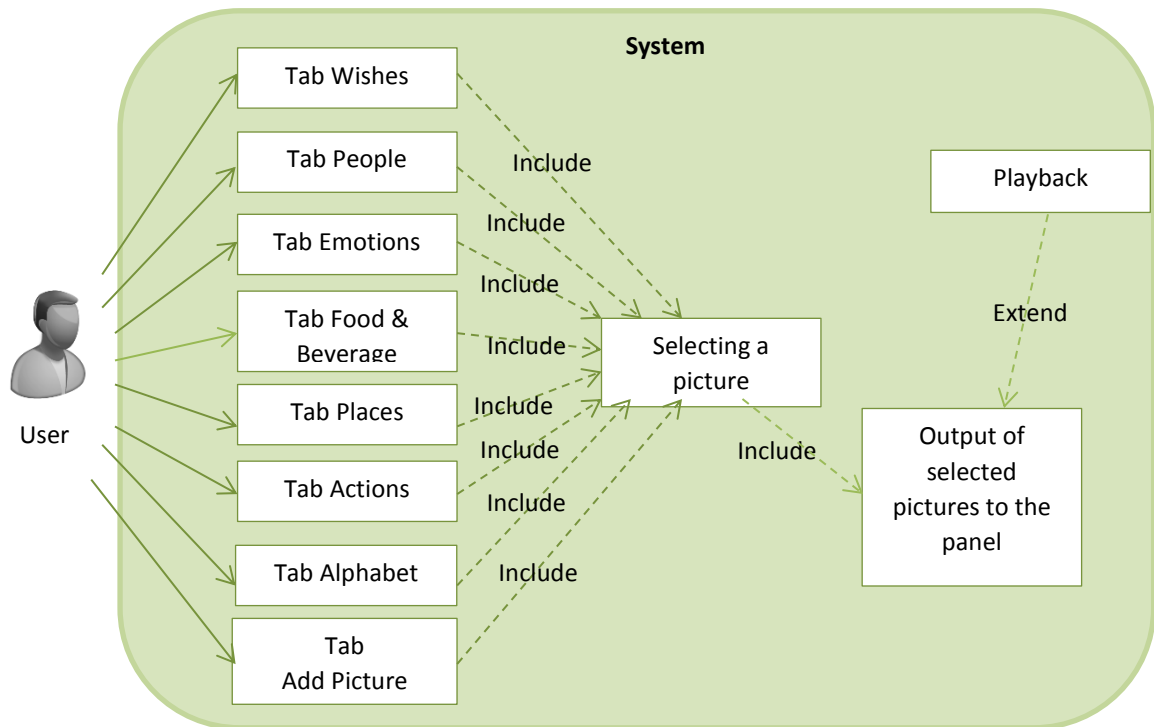 System
Tab Wishes
Tab People
Tab Emotions
Tab Food &
Beverage
Tab Places
Tab Actions
Tab Alphabet
Tab
Add Picture
User
Include
Include
Include
Include
Include
Include
Include
Include
Selecting a
picture
Include
Playback
Extend
Output of
selected
pictures to the
panel